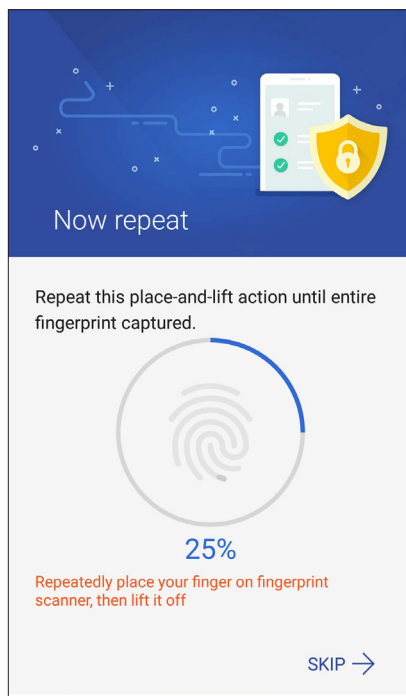 Now repeat
Repeat this place-and-lift action until entire
fingerprint captured.
25%
Repeatedly place your finger on fingerprint
scanner, then lift it off
SKIP